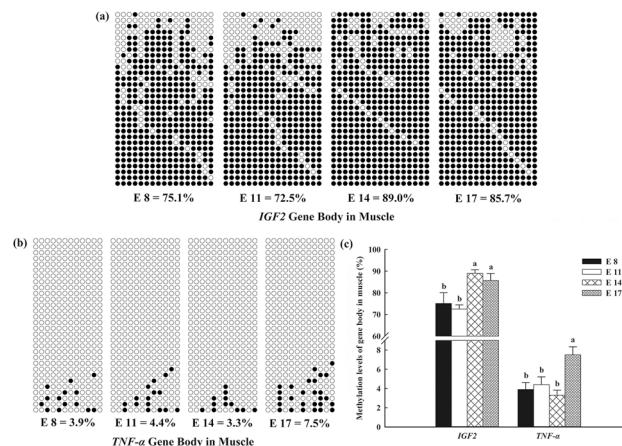 (a)
E 8 = 75.1% E 11 = 72.5% E 14 = 89.0% E 17 = 85.7%
IGF2 Gene Body in Muscle
(b)
E 8 = 3.9% E 11 = 4.4% E 14 = 3.3% E 17 = 7.5%
TNF-α Gene Body in Muscle
(c)
Methylation levels of gene body in muscle (%)
100
90
80
70
60
8
6
4
2
0
b b a a
b b b a
IGF2 TNF-α
E 8
E 11
E 14
E 17